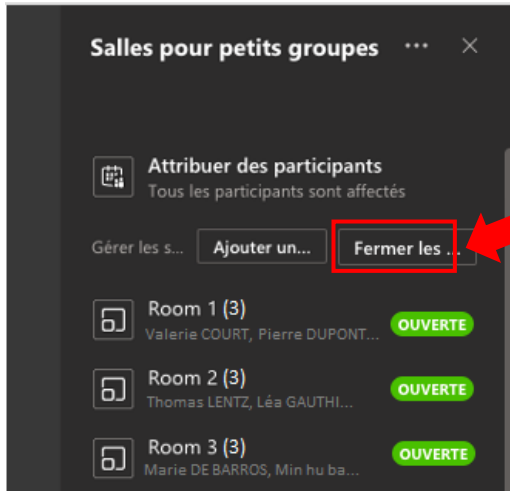 Salles pour petits groupes ...
Attribuer des participants
Tous les participants sont affectés
Gérer les s... Ajouter un... Fermer les ...
Room 1 (3)
OUVERTE
Valerie COURT, Pierre DUPONT...
Room 2 (3)
OUVERTE
Thomas LENTZ, Léa GAUTHI...
Room 3 (3)
OUVERTE
Marie DE BARROS, Min hu ba...